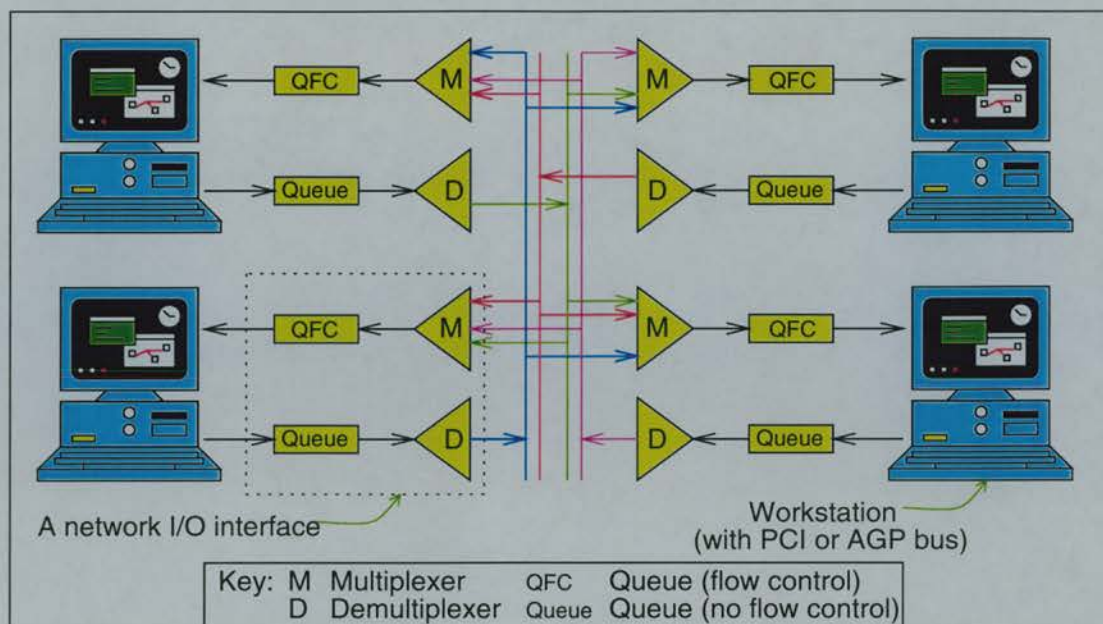 QFC M M QFC
Queue D D Queue
QFC M M QFC
Queue D D Queue
A network I/O interface
Workstation
(with PCI or AGP bus)
Key: M Multiplexer QFC Queue (flow control)
D Demultiplexer Queue Queue (no flow control)